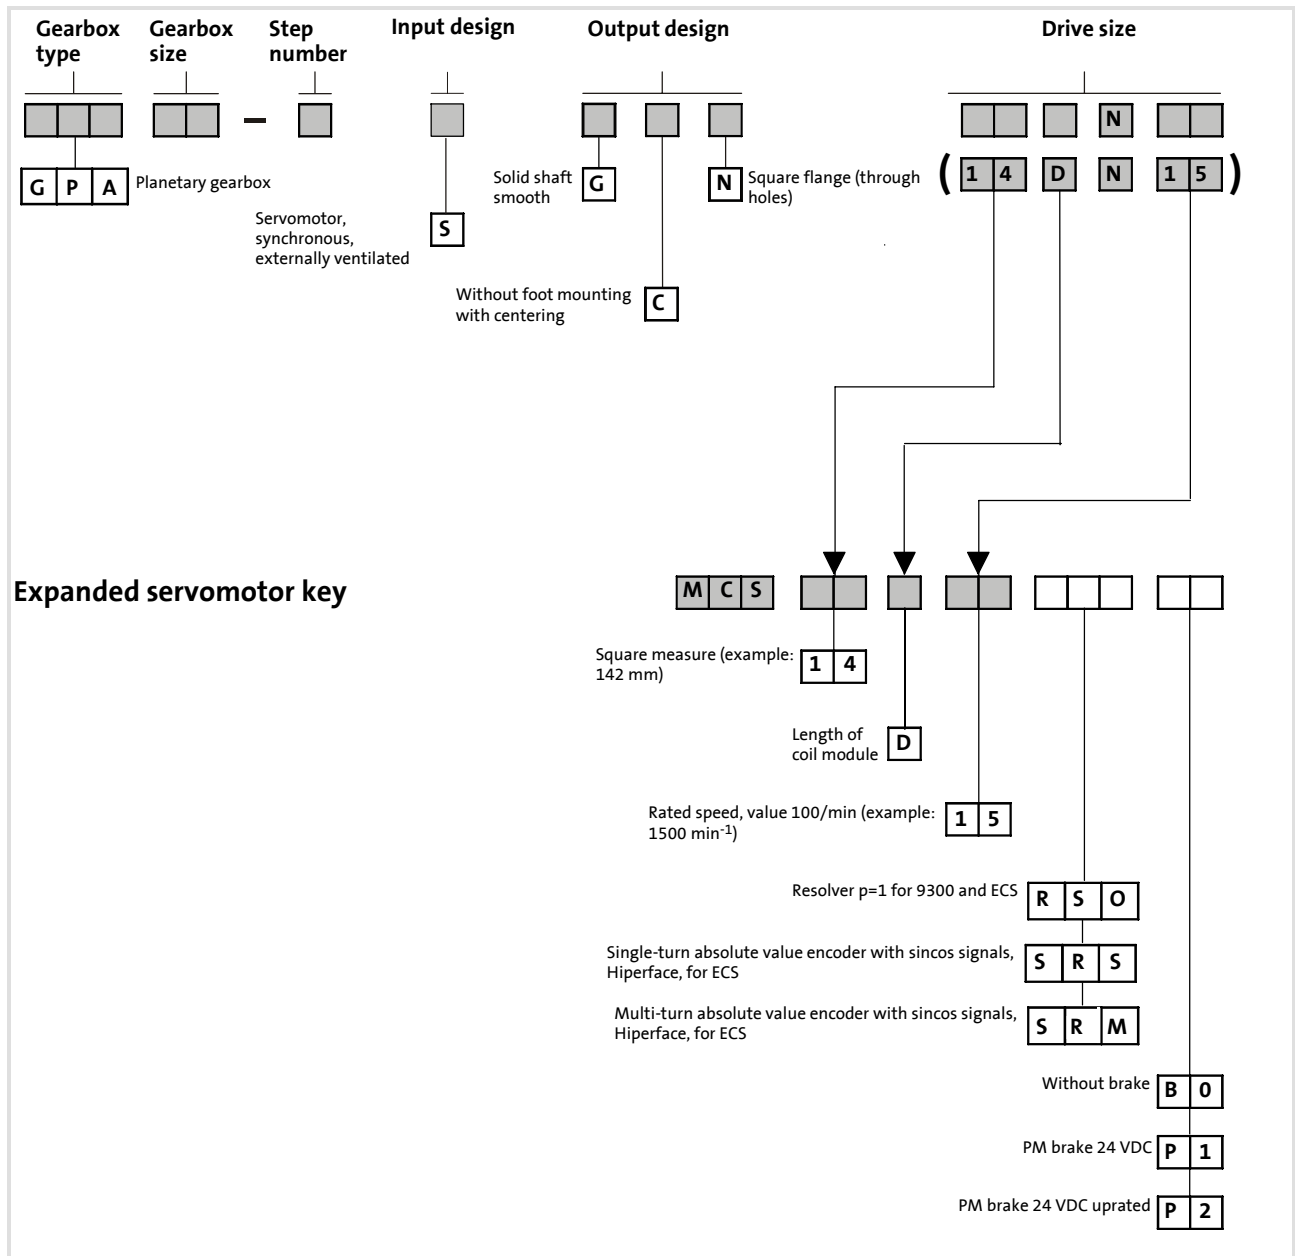 Gearbox type
Gearbox size
Step number
Input design
Output design
Drive size
–
N
G P A
Planetary gearbox
Solid shaft smooth
G
N
Square flange (through holes)
( 1 4 D N 1 5 )
Servomotor, synchronous, externally ventilated
S
Without foot mounting with centering
C
Expanded servomotor key
M C S
Square measure (example: 142 mm)
1 4
Length of coil module
D
Rated speed, value 100/min (example: 1500 min-1)
1 5
Resolver p=1 for 9300 and ECS
R S O
Single-turn absolute value encoder with sincos signals, Hiperface, for ECS
S R S
Multi-turn absolute value encoder with sincos signals, Hiperface, for ECS
S R M
Without brake
B 0
PM brake 24 VDC
P 1
PM brake 24 VDC uprated
P 2